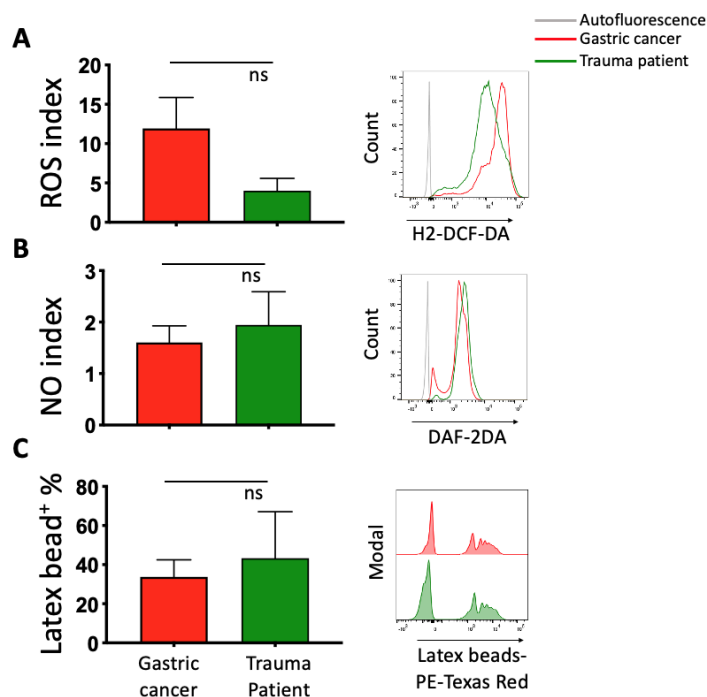 Autofluorescence
Gastric cancer
Trauma patient
A
ROS index
20
15
10
5
0
ns
Count
H2-DCF-DA
B
NO index
3
2
1
0
ns
Count
DAF-2DA
C
Latex bead⁺ %
80
60
40
20
0
ns
Gastric
cancer
Trauma
Patient
Modal
Latex beads-
PE-Texas Red